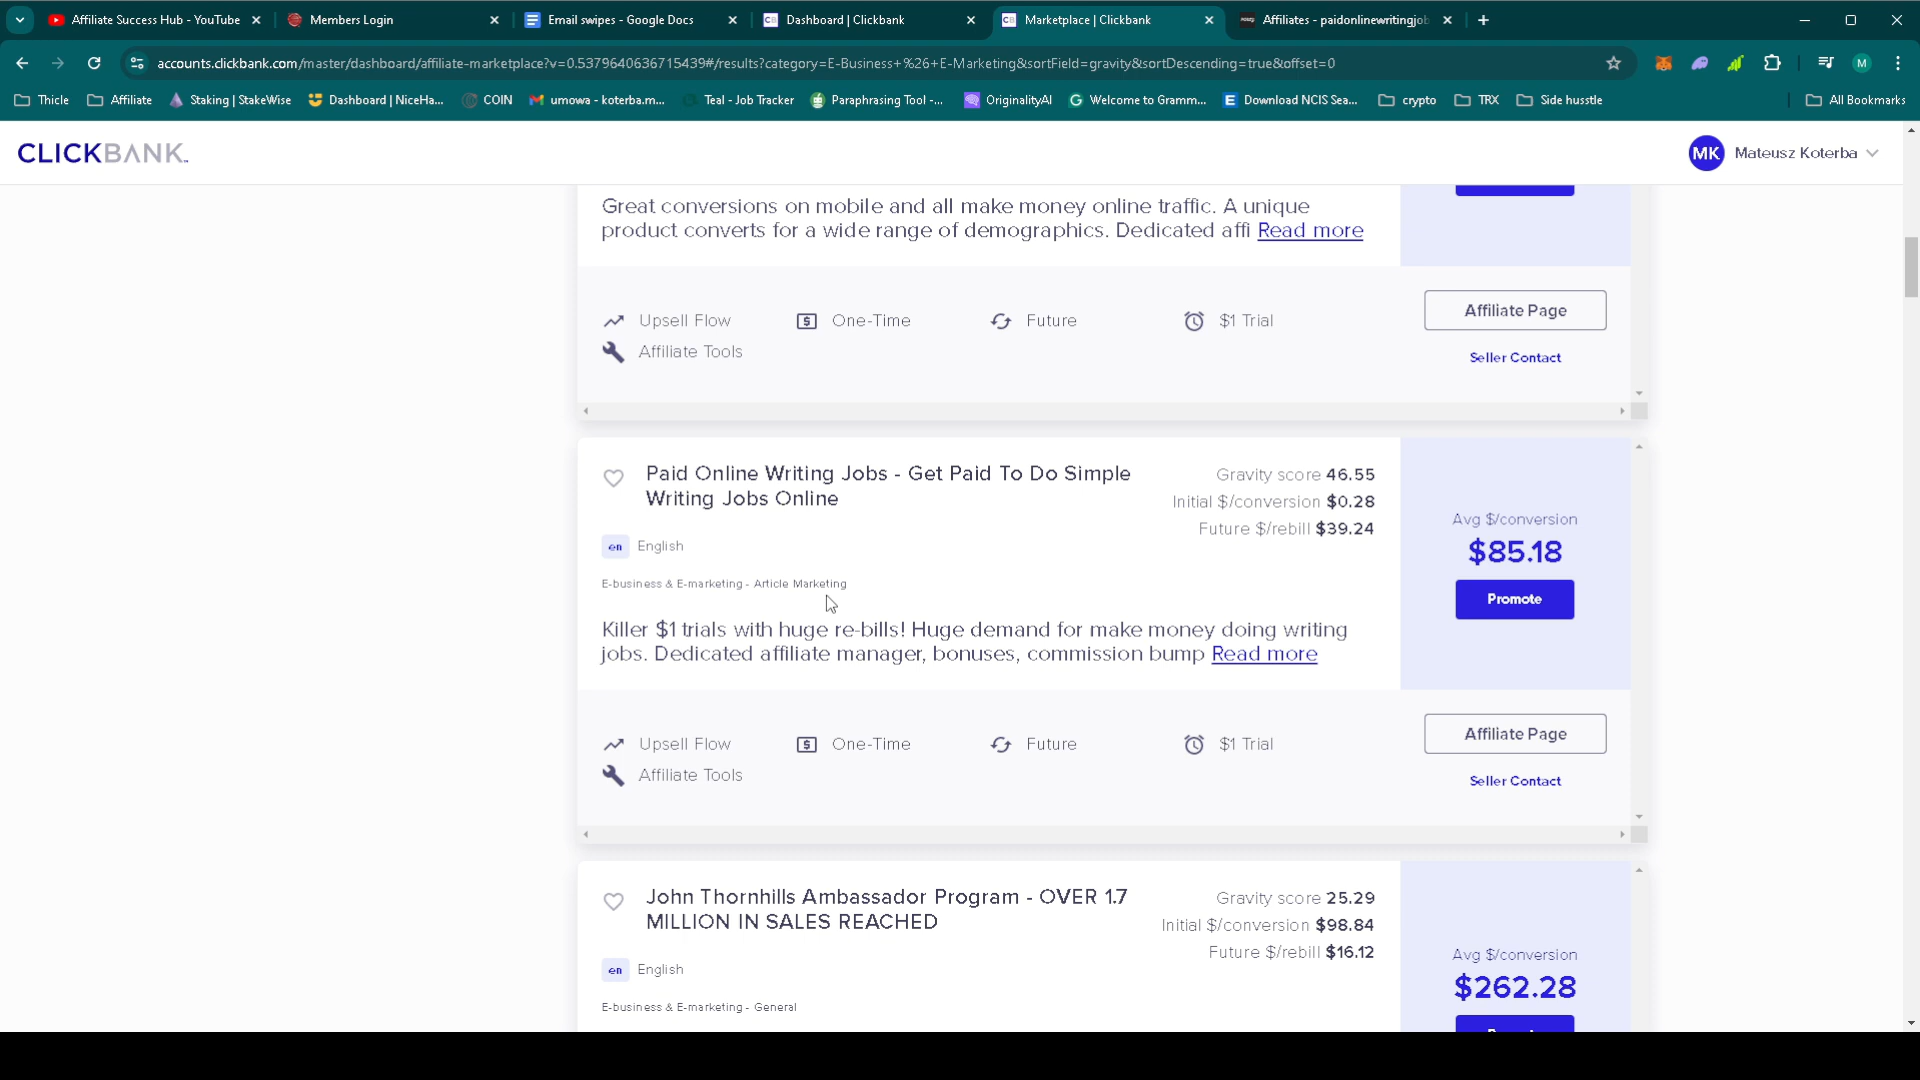 Affiliate Success Hub - YouTube
Members Login
Email swipes - Google Docs
Dashboard | Clickbank
Marketplace | Clickbank
Affiliates - paidonlinewritingjob
accounts.clickbank.com/master/dashboard/affiliate-marketplace?v=0.5379640636715439#/results?category=E-Business+%26+E-Marketing&sortField=gravity&sortDescending=true&offset=0
M
Thicle
Affiliate
Staking | StakeWise
Dashboard | NiceHa...
COIN
umowa - koterba.m...
Teal - Job Tracker
Paraphrasing Tool -...
OriginalityAI
Welcome to Gramm...
Download NCIS Sea...
crypto
TRX
Side husstle
All Bookmarks
CLICKBANK
MK Mateusz Koterba
Great conversions on mobile and all make money online traffic. A unique
product converts for a wide range of demographics. Dedicated affi Read more
Upsell Flow
One-Time
Future
$1 Trial
Affiliate Tools
Affiliate Page
Seller Contact
Paid Online Writing Jobs - Get Paid To Do Simple
Writing Jobs Online
Gravity score 46.55
Initial $/conversion $0.28
Future $/rebill $39.24
en English
E-business & E-marketing - Article Marketing
Killer $1 trials with huge re-bills! Huge demand for make money doing writing
jobs. Dedicated affiliate manager, bonuses, commission bump Read more
Avg $/conversion
$85.18
Promote
Upsell Flow
One-Time
Future
$1 Trial
Affiliate Tools
Affiliate Page
Seller Contact
John Thornhills Ambassador Program - OVER 1.7
MILLION IN SALES REACHED
Gravity score 25.29
Initial $/conversion $98.84
Future $/rebill $16.12
en English
E-business & E-marketing - General
Avg $/conversion
$262.28